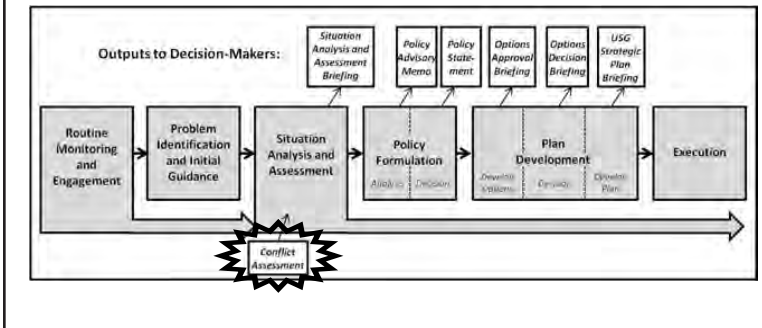 Outputs to Decision-Makers:
Situation
Analysis and
Assessment
Briefing
Policy
Advisory
Memo
Policy
State-
ment
Options
Approval
Briefing
Options
Decision
Briefing
USG
Strategic
Plan
Briefing
Routine
Monitoring
and
Engagement
Problem
Identification
and Initial
Guidance
Situation
Analysis and
Assessment
Policy
Formulation
Analysis
Decision
Plan
Development
Develop
Options
Decision
Develop
Plan
Execution
Conflict
Assessment